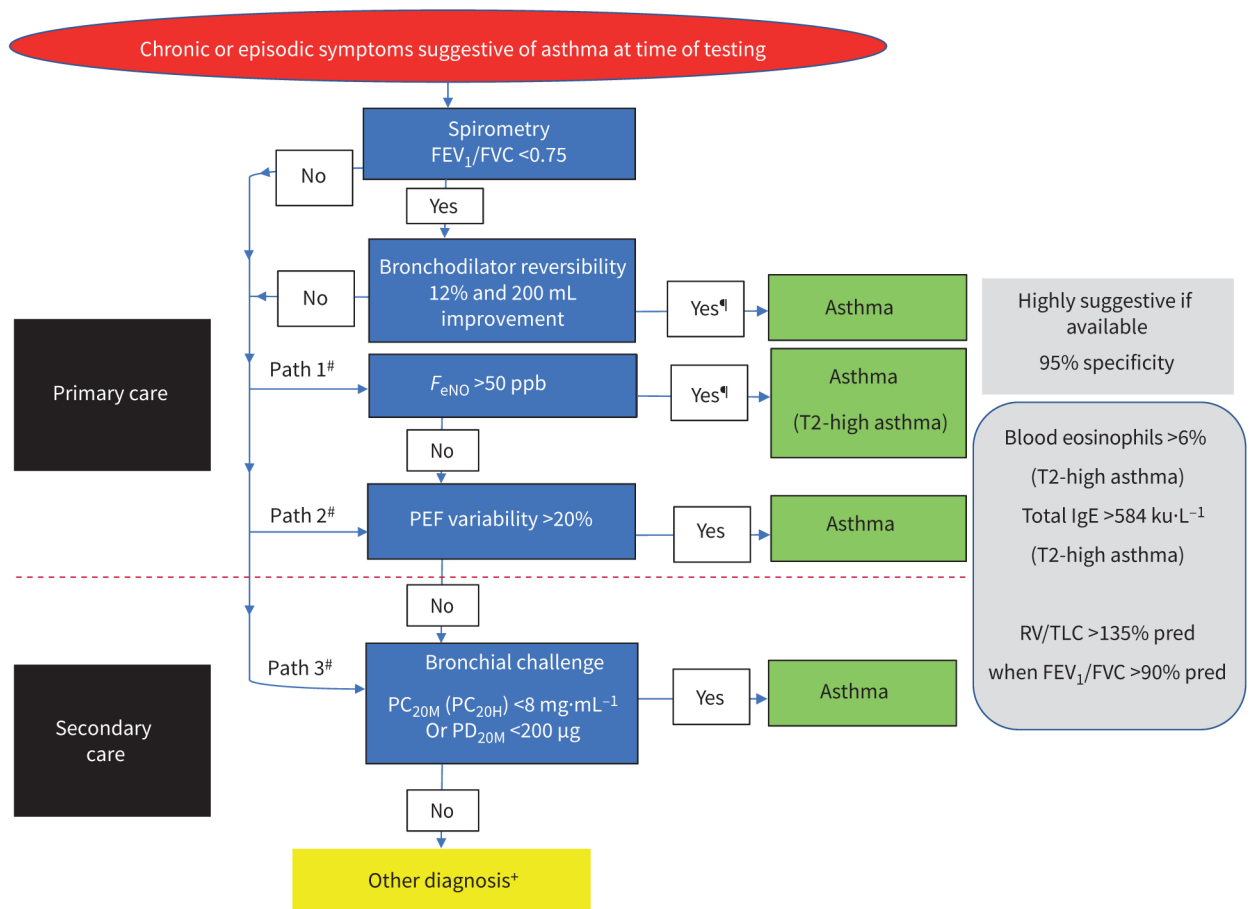 Chronic or episodic symptoms suggestive of asthma at time of testing
Spirometry
FEV₁/FVC <0.75
No
Yes
Bronchodilator reversibility
12% and 200 mL
improvement
No
Yes¶
Asthma
Highly suggestive if
available
95% specificity
Primary care
Path 1#
FeNO >50 ppb
Yes¶
Asthma
(T2-high asthma)
No
Blood eosinophils >6%
(T2-high asthma)
Total IgE >584 ku·L⁻¹
(T2-high asthma)
RV/TLC >135% pred
when FEV₁/FVC >90% pred
Path 2#
PEF variability >20%
Yes
Asthma
No
Secondary
care
Path 3#
Bronchial challenge
PC₂₀M (PC₂₀H) <8 mg·mL⁻¹
Or PD₂₀M <200 µg
Yes
Asthma
No
Other diagnosis⁺